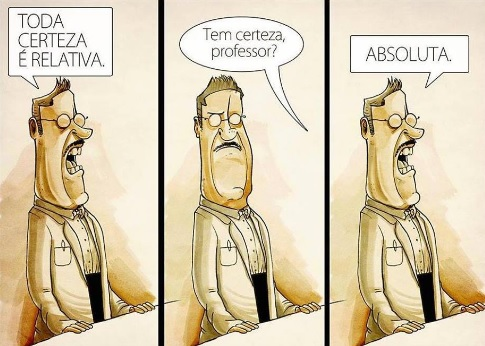 TODA
CERTEZA
É RELATIVA.
Tem certeza,
professor?
ABSOLUTA.